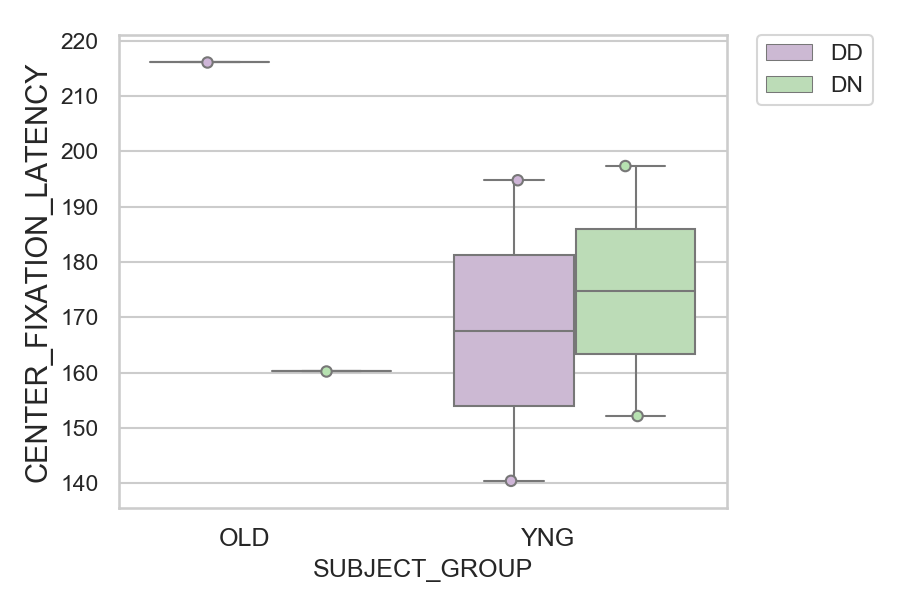 CENTER_FIXATION_LATENCY
220
210
200
190
180
170
160
150
140
OLD
YNG
SUBJECT_GROUP
DD
DN